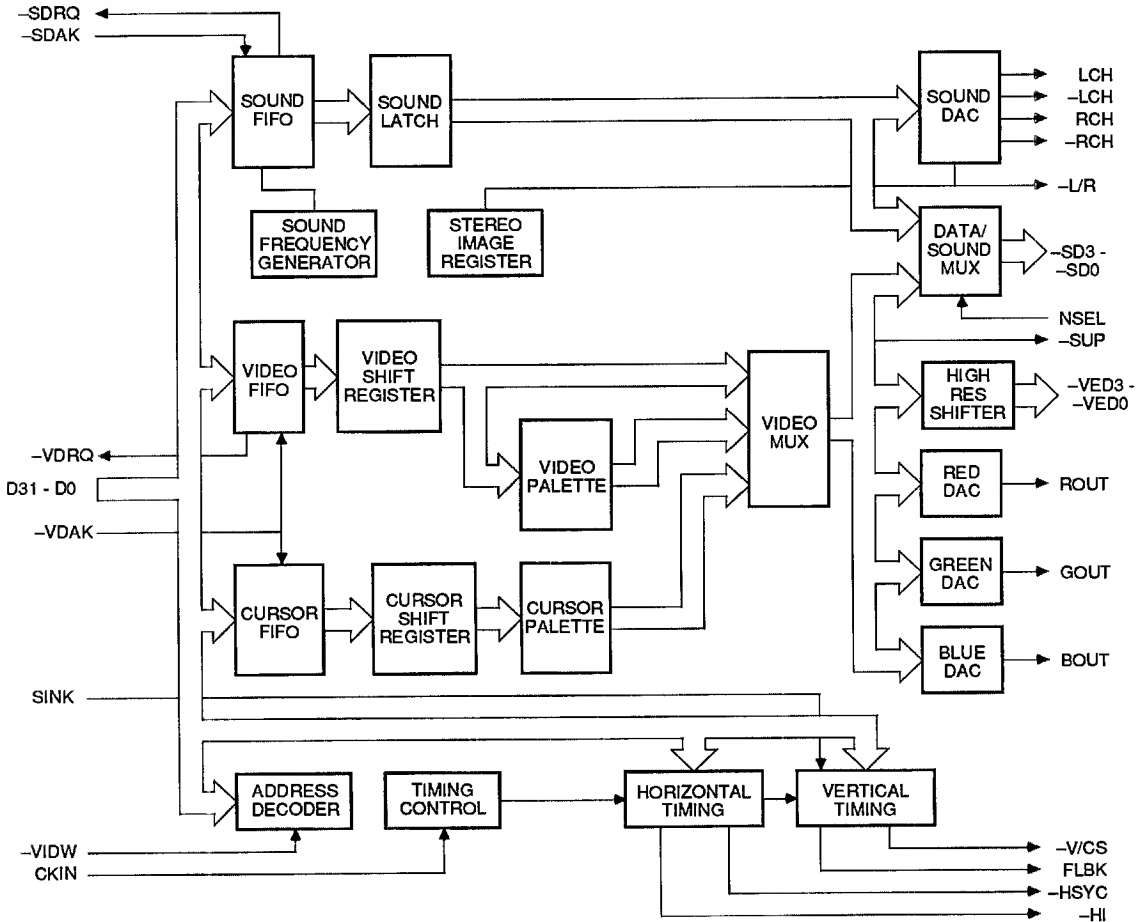 –SDRQ
–SDAK
SOUND
FIFO
SOUND
LATCH
SOUND
DAC
LCH
–LCH
RCH
–RCH
–L/R
SOUND
FREQUENCY
GENERATOR
STEREO
IMAGE
REGISTER
DATA/
SOUND
MUX
–SD3 -
–SD0
NSEL
–SUP
VIDEO
FIFO
VIDEO
SHIFT
REGISTER
VIDEO
PALETTE
VIDEO
MUX
HIGH
RES
SHIFTER
–VED3 -
–VED0
–VDRQ
D31 - D0
–VDAK
RED
DAC
ROUT
GREEN
DAC
GOUT
BLUE
DAC
BOUT
CURSOR
FIFO
CURSOR
SHIFT
REGISTER
CURSOR
PALETTE
SINK
ADDRESS
DECODER
TIMING
CONTROL
HORIZONTAL
TIMING
VERTICAL
TIMING
–VIDW
CKIN
–V/CS
FLBK
–HSYC
–HI